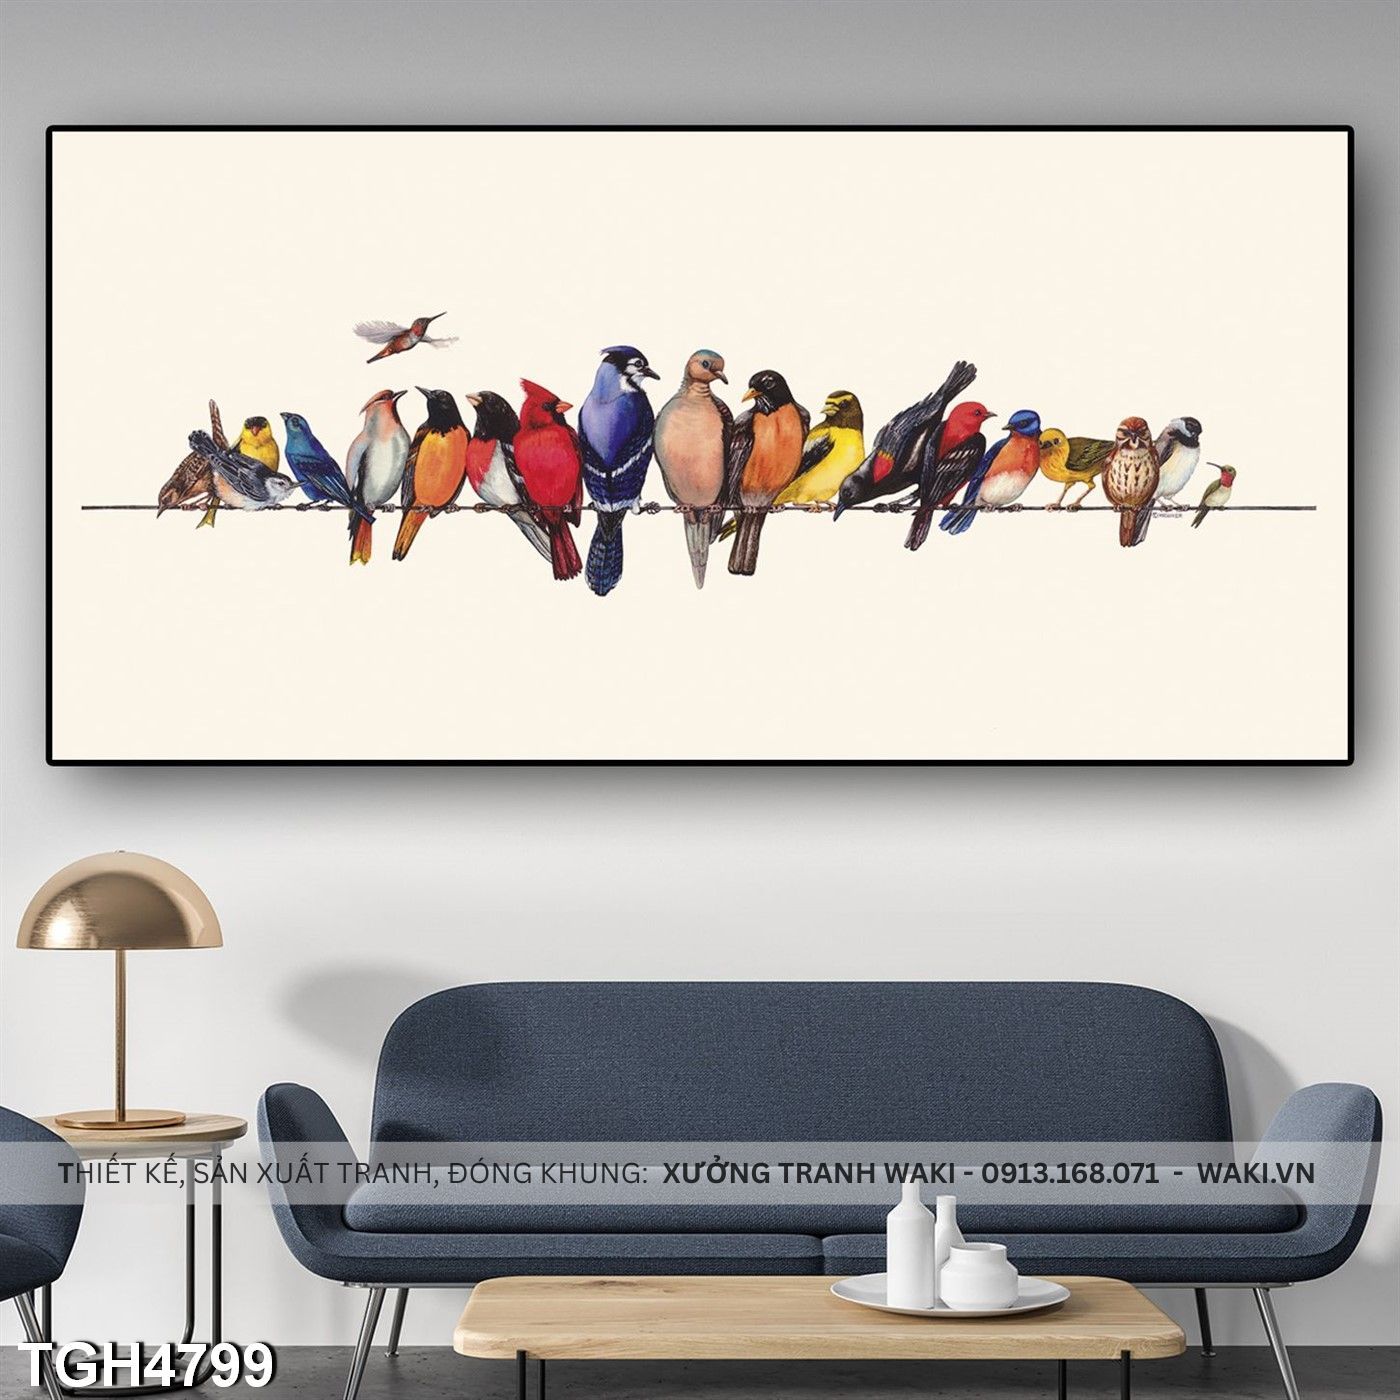 THIẾT KẾ, SẢN XUẤT TRANH, ĐÓNG KHUNG: XƯỞNG TRANH WAKI - 0913.168.071 - WAKI.VN
TGH4799